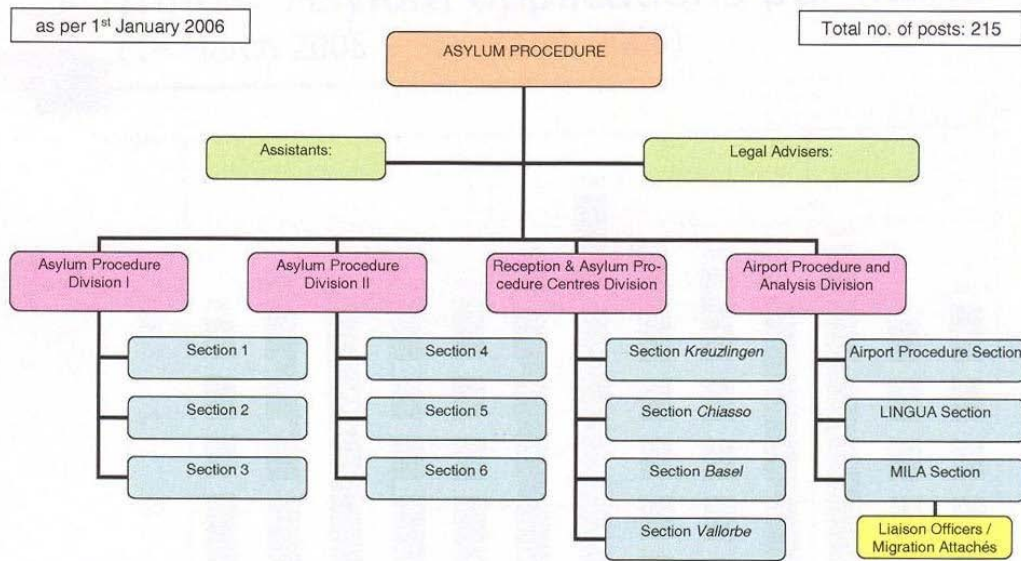 as per 1st January 2006
Total no. of posts: 215
ASYLUM PROCEDURE
Assistants:
Legal Advisers:
Asylum Procedure
Division I
Asylum Procedure
Division II
Reception & Asylum Pro-
cedure Centres Division
Airport Procedure and
Analysis Division
Section 1
Section 2
Section 3
Section 4
Section 5
Section 6
Section Kreuzlingen
Section Chiasso
Section Basel
Section Vallorbe
Airport Procedure Section
LINGUA Section
MILA Section
Liaison Officers /
Migration Attachés